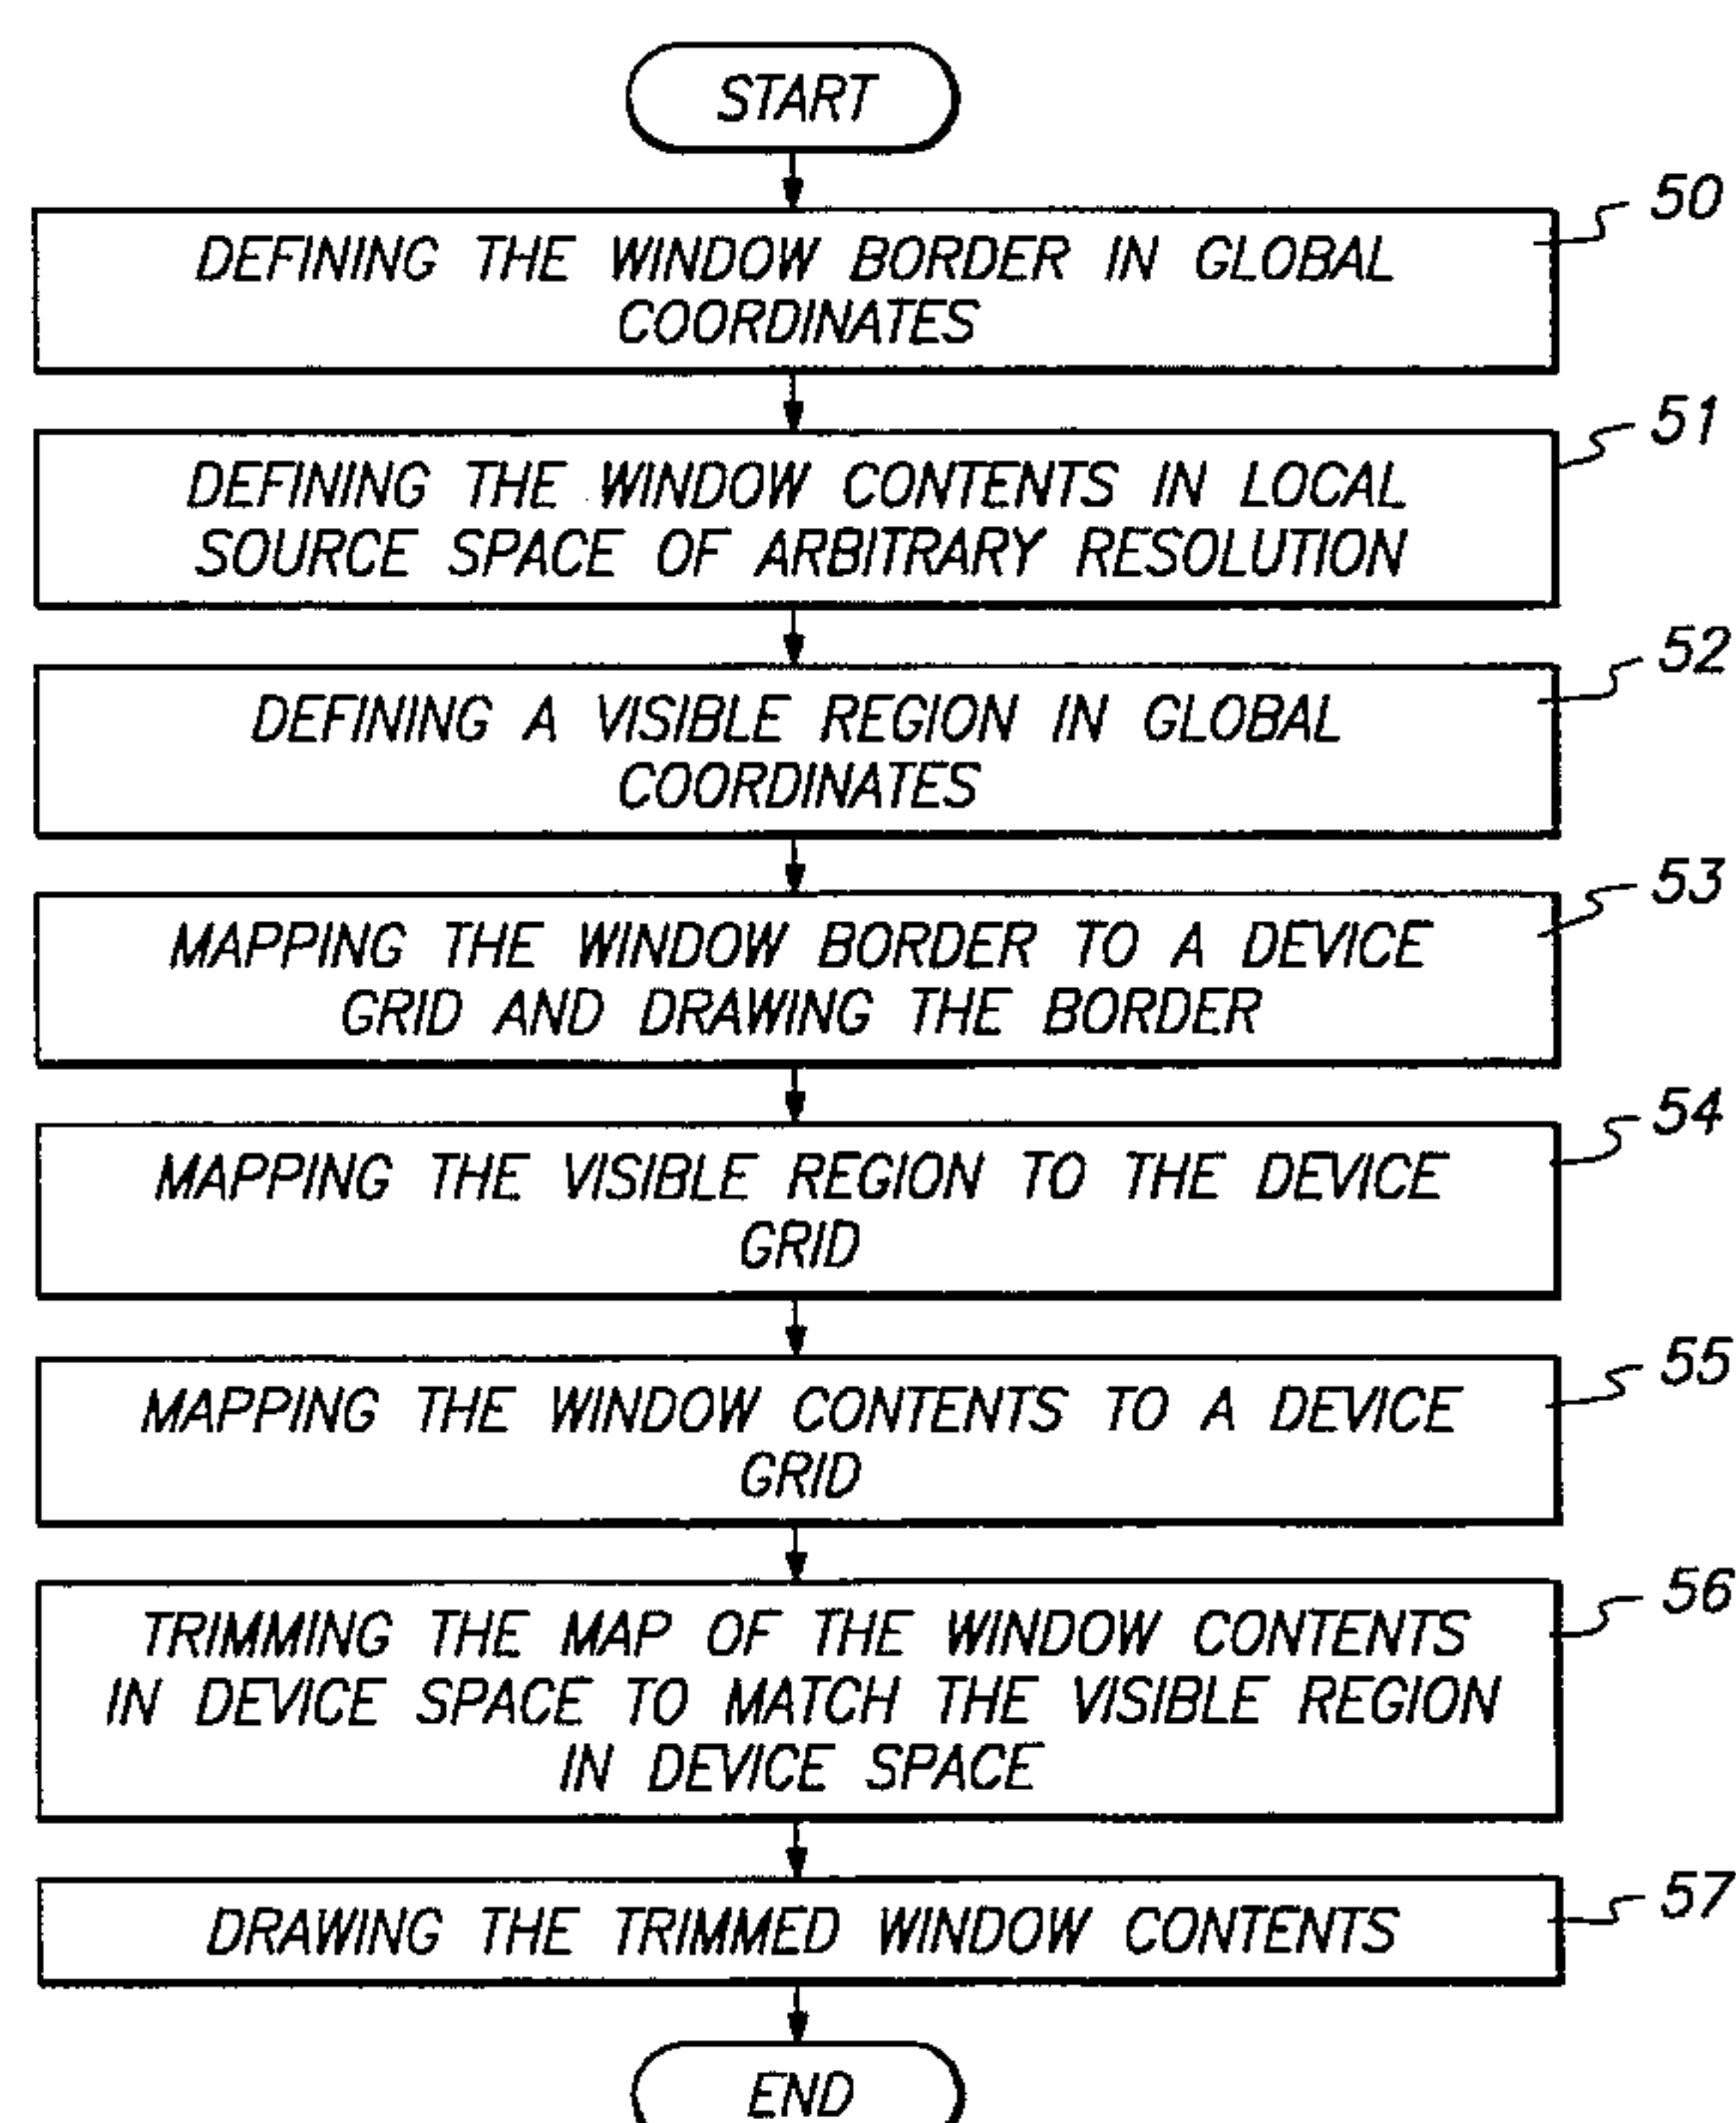 START
50
DEFINING THE WINDOW BORDER IN GLOBAL
COORDINATES
51
DEFINING THE WINDOW CONTENTS IN LOCAL
SOURCE SPACE OF ARBITRARY RESOLUTION
52
DEFINING A VISIBLE REGION IN GLOBAL
COORDINATES
53
MAPPING THE WINDOW BORDER TO A DEVICE
GRID AND DRAWING THE BORDER
54
MAPPING THE VISIBLE REGION TO THE DEVICE
GRID
55
MAPPING THE WINDOW CONTENTS TO A DEVICE
GRID
56
TRIMMING THE MAP OF THE WINDOW CONTENTS
IN DEVICE SPACE TO MATCH THE VISIBLE REGION
IN DEVICE SPACE
57
DRAWING THE TRIMMED WINDOW CONTENTS
END